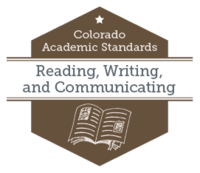 Colorado
Academic Standards
Reading, Writing,
and Communicating